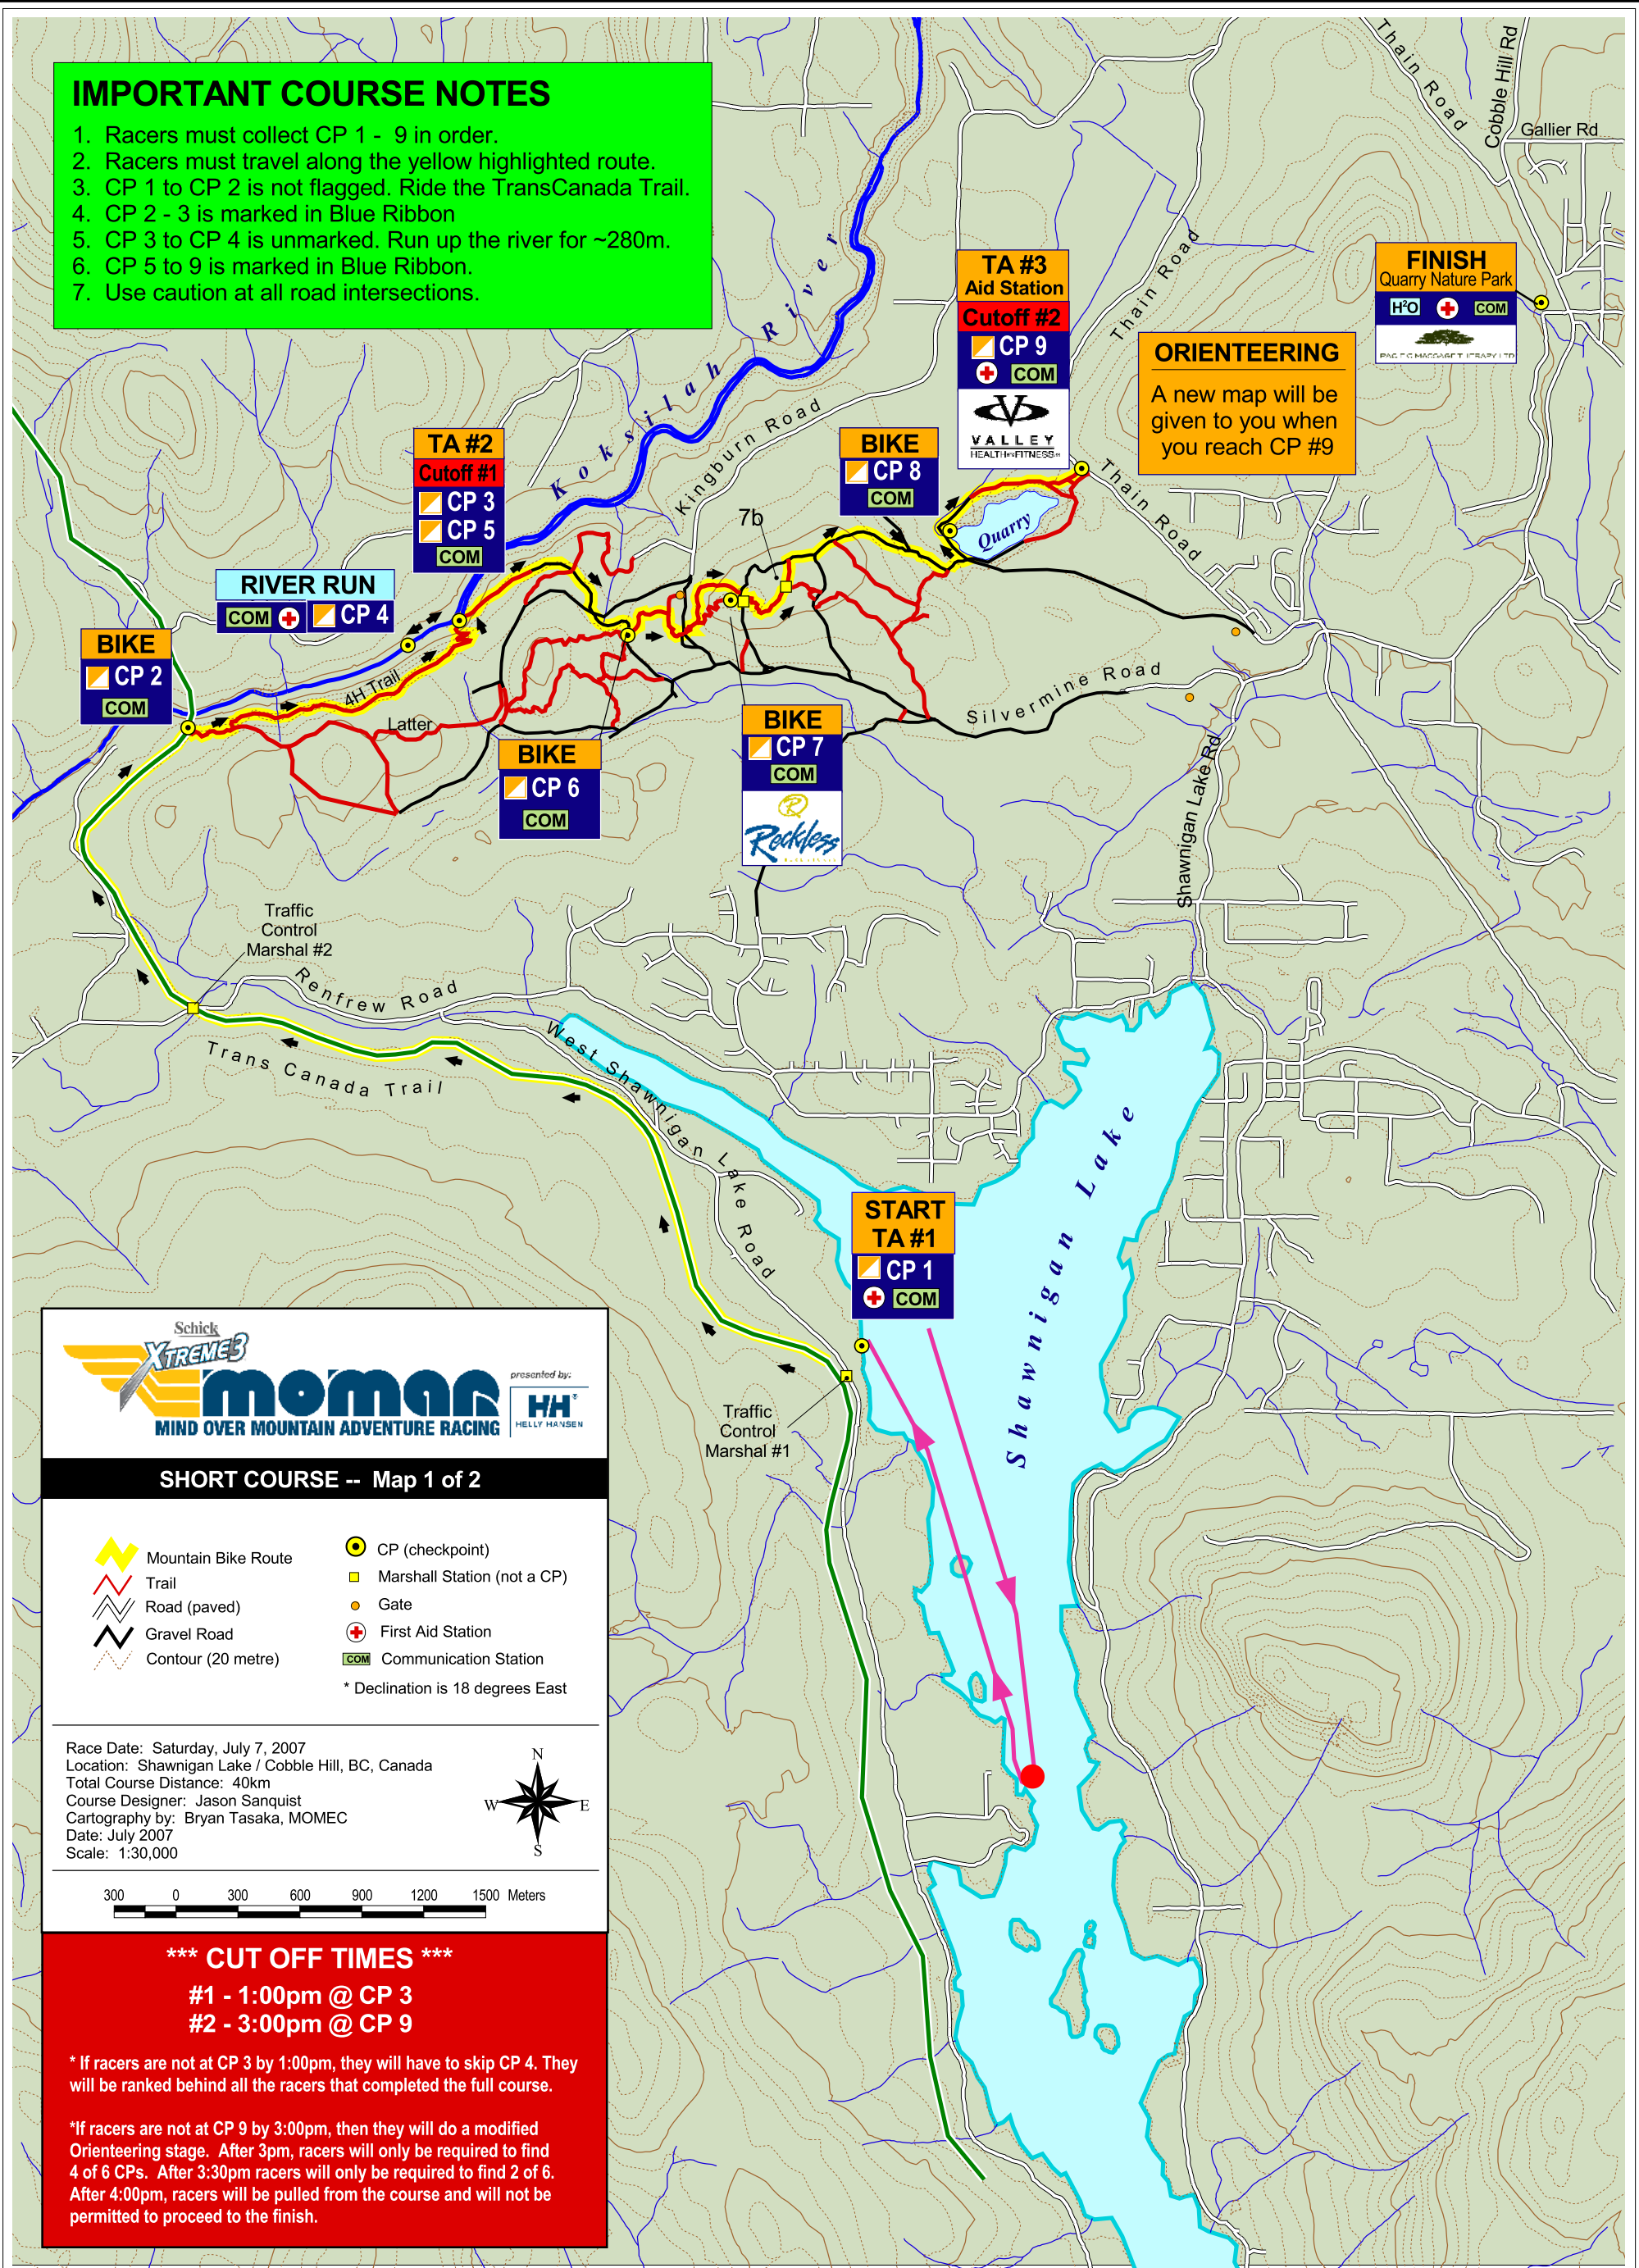 IMPORTANT COURSE NOTES
1. Racers must collect CP 1 - 9 in order.
2. Racers must travel along the yellow highlighted route.
3. CP 1 to CP 2 is not flagged. Ride the TransCanada Trail.
4. CP 2 - 3 is marked in Blue Ribbon
5. CP 3 to CP 4 is unmarked. Run up the river for ~280m.
6. CP 5 to 9 is marked in Blue Ribbon.
7. Use caution at all road intersections.
Thain Road
Cobble Hill Rd
Gallier Rd
Koksilah River
Thain Road
TA #3
Aid Station
Cutoff #2
CP 9
COM
VALLEY
HEALTH AND FITNESS
FINISH
Quarry Nature Park
H²O
COM
PACIFIC MASSAGE THERAPY LTD
ORIENTEERING
A new map will be
given to you when
you reach CP #9
TA #2
Cutoff #1
CP 3
CP 5
COM
Kingburn Road
BIKE
CP 8
COM
Thain Road
7b
Quarry
RIVER RUN
COM
CP 4
BIKE
CP 2
COM
4H Trail
Latter
Silvermine Road
BIKE
CP 6
COM
BIKE
CP 7
COM
R
Reckless
Shawnigan Lake Rd
Traffic
Control
Marshal #2
Renfrew Road
Trans Canada Trail
West Shawnigan Lake Road
Shawnigan Lake
START
TA #1
CP 1
COM
Traffic
Control
Marshal #1
Schick
XTREME3
MOMAR
MIND OVER MOUNTAIN ADVENTURE RACING
presented by:
HH
HELLY HANSEN
SHORT COURSE -- Map 1 of 2
Mountain Bike Route
Trail
Road (paved)
Gravel Road
Contour (20 metre)
CP (checkpoint)
Marshall Station (not a CP)
Gate
First Aid Station
COM Communication Station
* Declination is 18 degrees East
Race Date: Saturday, July 7, 2007
Location: Shawnigan Lake / Cobble Hill, BC, Canada
Total Course Distance: 40km
Course Designer: Jason Sanquist
Cartography by: Bryan Tasaka, MOMEC
Date: July 2007
Scale: 1:30,000
N
W E
S
300 0 300 600 900 1200 1500 Meters
*** CUT OFF TIMES ***
#1 - 1:00pm @ CP 3
#2 - 3:00pm @ CP 9
* If racers are not at CP 3 by 1:00pm, they will have to skip CP 4. They
will be ranked behind all the racers that completed the full course.
*If racers are not at CP 9 by 3:00pm, then they will do a modified
Orienteering stage. After 3pm, racers will only be required to find
4 of 6 CPs. After 3:30pm racers will only be required to find 2 of 6.
After 4:00pm, racers will be pulled from the course and will not be
permitted to proceed to the finish.